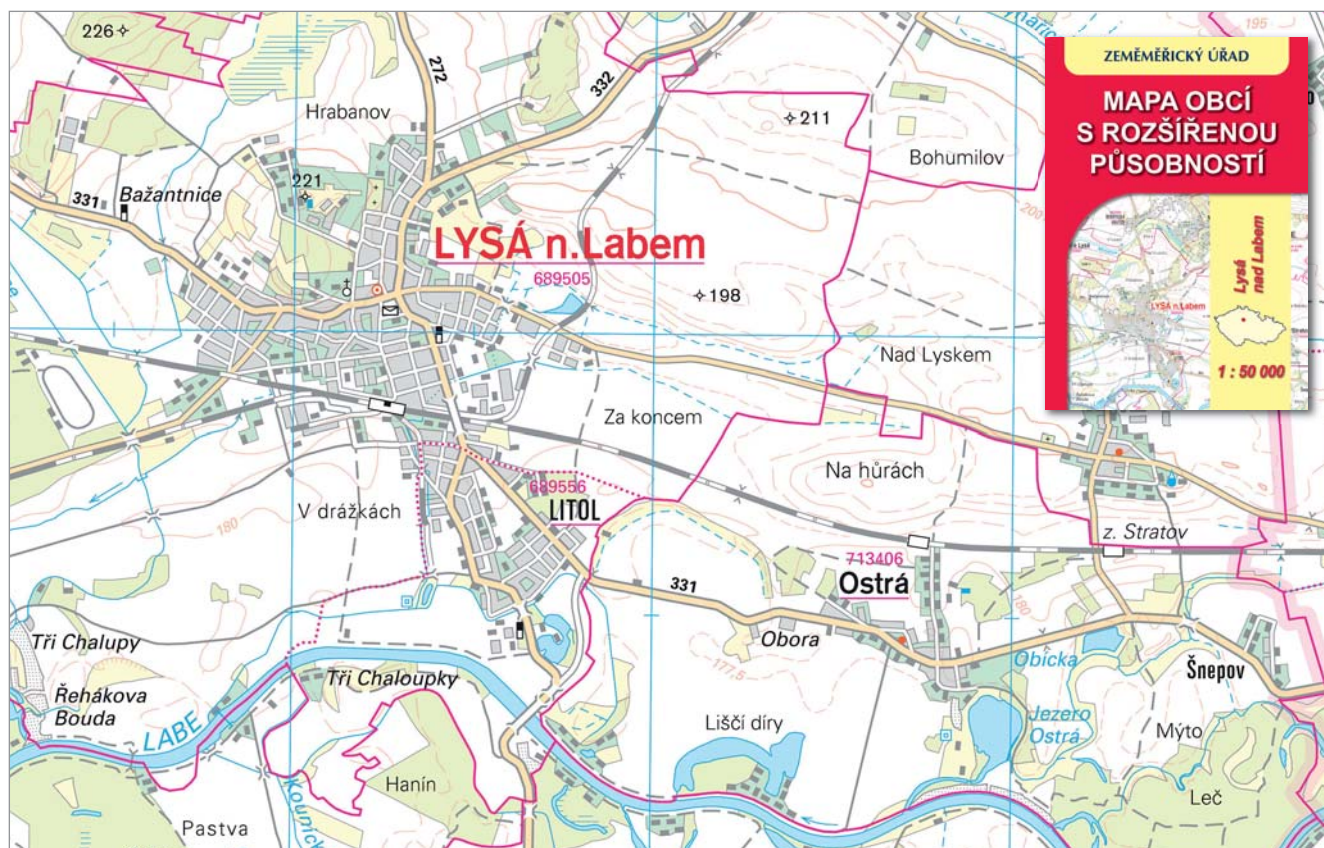 226
272
332
195
Hrabanov
211
Bohumilov
221
331
Bažantnice
200
LYSÁ n.Labem
689505
198
Nad Lyskem
Za koncem
Na hůrách
689556
LITOL
V drážkách
180
z. Stratov
713406
Ostrá
331
180
Obora
177,5
Obícka
Šnepov
Tři Chalupy
Tři Chaloupky
Řehákova
Bouda
LABE
Liščí díry
Jezero
Ostrá
Mýto
Hanín
Leč
Pastva
ZEMĚMĚŘICKÝ ÚŘAD
MAPA OBCÍ
S ROZŠÍŘENOU
PŮSOBNOSTÍ
LYSÁ n.Labem
Lysá
nad Labem
1 : 50 000